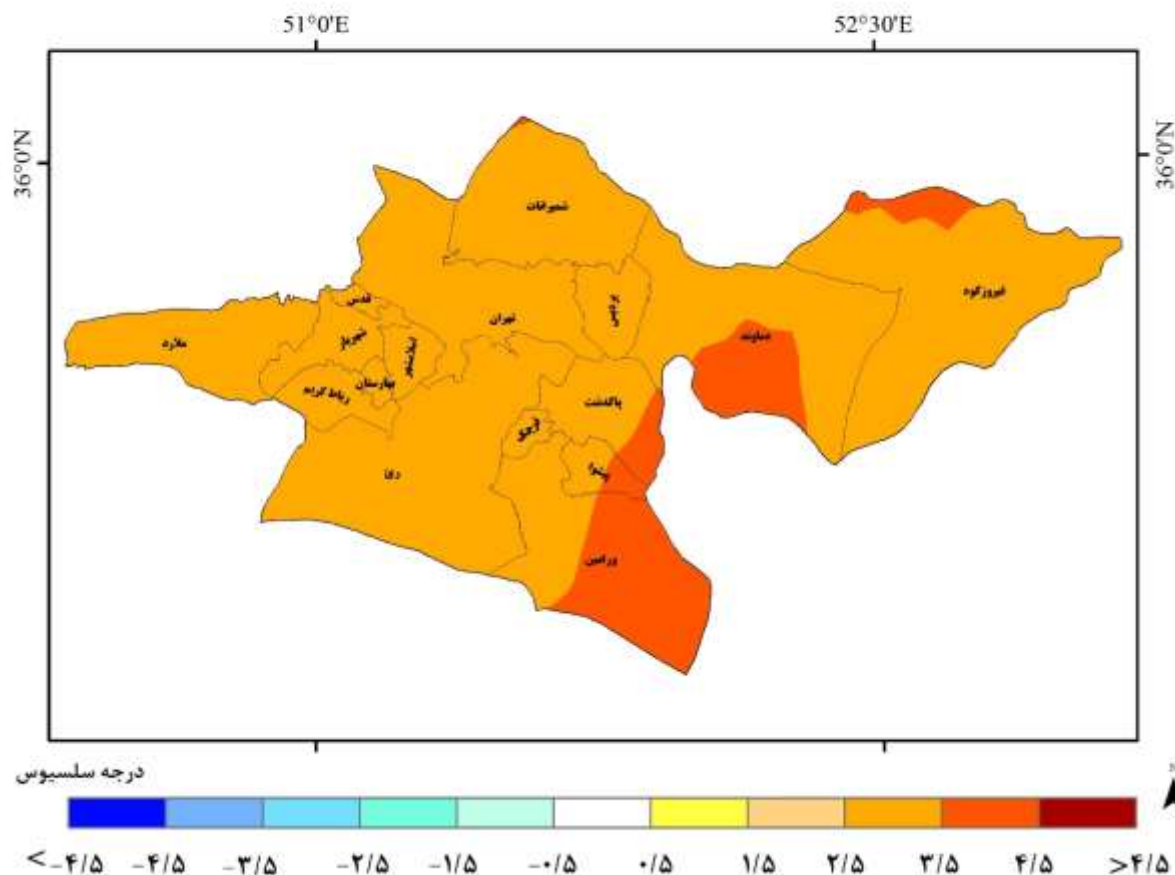 51°0'E 52°30'E
36°0'N 36°0'N
شمیرانات
فیروزکوه
پردیس
قدس
تهران
دماوند
شهریار
اسلامشهر
ملارد
بهارستان
رباط کریم
پاکدشت
قرچک
پیشوا
ری
ورامین
درجه سلسیوس
< -۴/۵ -۴/۵ -۳/۵ -۲/۵ -۱/۵ -۰/۵ ۰/۵ ۱/۵ ۲/۵ ۳/۵ ۴/۵ >۴/۵